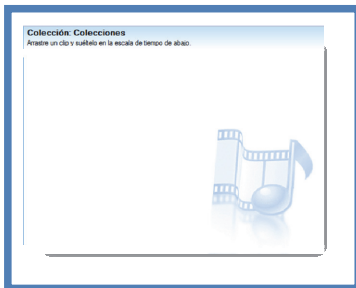 Colección: Colecciones
Arrastre un clip y suéltelo en la escala de tiempo de abajo.